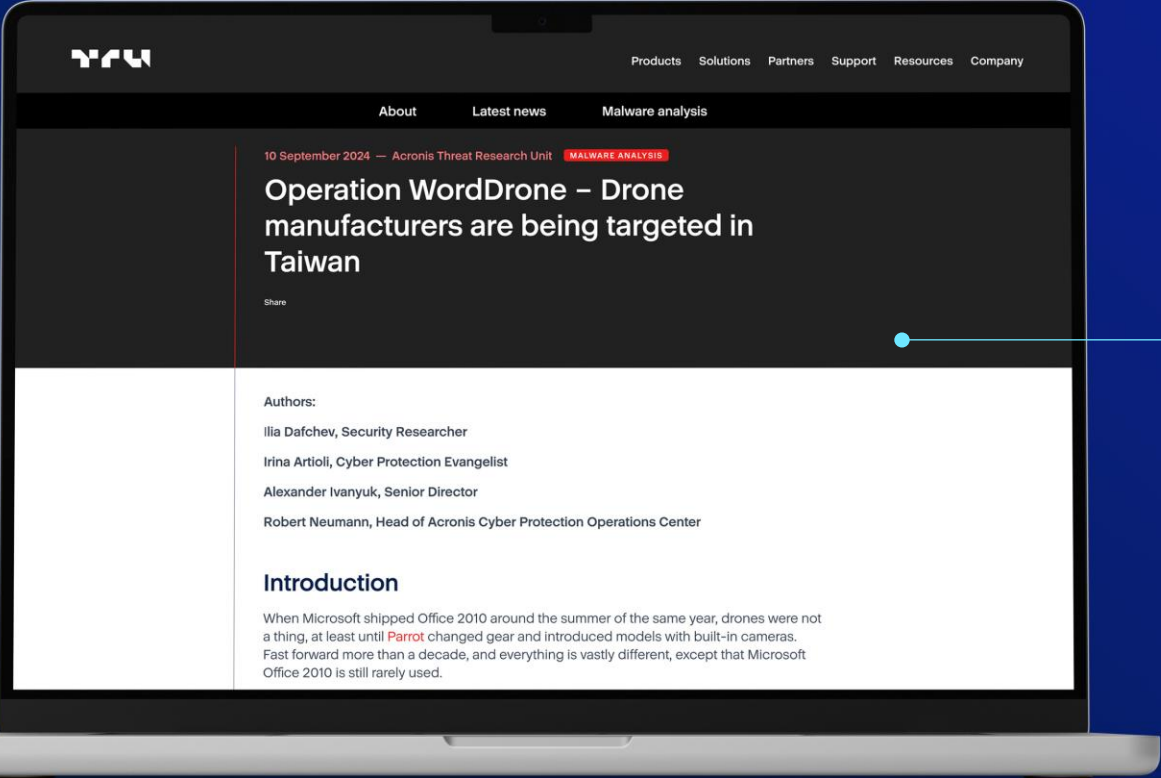 TRU
Products Solutions Partners Support Resources Company
About Latest news Malware analysis
10 September 2024 — Acronis Threat Research Unit MALWARE ANALYSIS
Operation WordDrone – Drone
manufacturers are being targeted in
Taiwan
Share
Authors:
Ilia Dafchev, Security Researcher
Irina Artioli, Cyber Protection Evangelist
Alexander Ivanyuk, Senior Director
Robert Neumann, Head of Acronis Cyber Protection Operations Center
Introduction
When Microsoft shipped Office 2010 around the summer of the same year, drones were not
a thing, at least until Parrot changed gear and introduced models with built-in cameras.
Fast forward more than a decade, and everything is vastly different, except that Microsoft
Office 2010 is still rarely used.